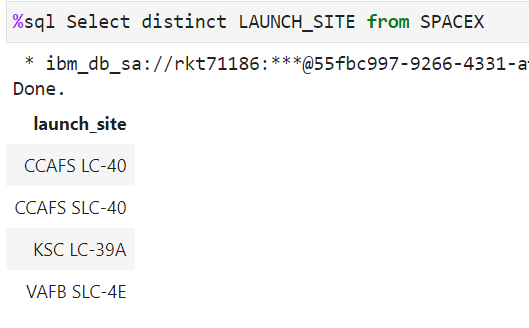 %sql Select distinct LAUNCH_SITE from SPACEX
* ibm_db_sa://rkt71186:***@55fbc997-9266-4331-a
Done.
launch_site
CCAFS LC-40
CCAFS SLC-40
KSC LC-39A
VAFB SLC-4E